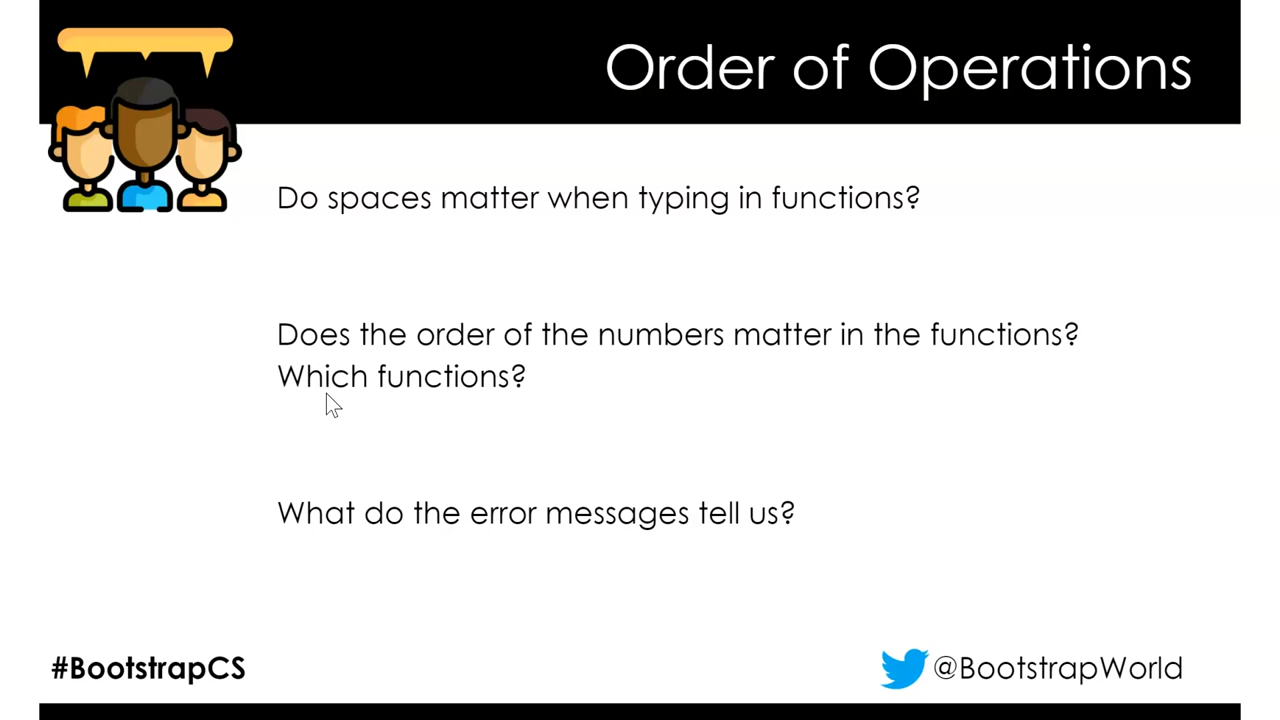 Order of Operations
Do spaces matter when typing in functions?
Does the order of the numbers matter in the functions?
Which functions?
What do the error messages tell us?
#BootstrapCS
@BootstrapWorld